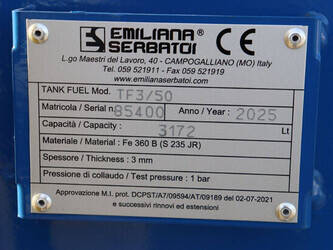 EMILIANA
SERBATOI CE
L.go Maestri del Lavoro, 40 - CAMPOGALLIANO (MO) Italy
Tel. 059 521911 - Fax 059 521919
www.emilianaserbatoi.com
TANK FUEL Mod. TF3/50
Matricola / Serial n. 85400 Anno / Year : 2025
Capacità / Capacity : 3172 Lt
Materiale / Material : Fe 360 B (S 235 JR)
Spessore / Thickness : 3 mm
Pressione di collaudo / Test pressure : 1 bar
Approvazione M.I. prot. DCPST/A7/09594/AT/09189 del 02-07-2021
e successivi rinnovi ed estensioni